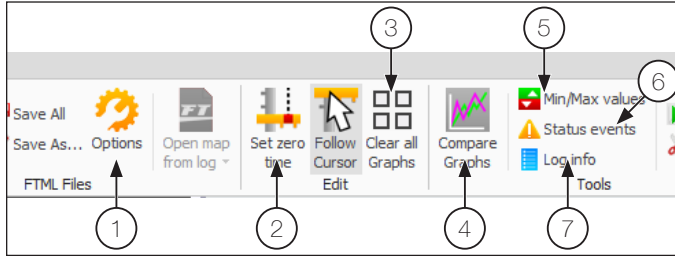 3
5
6
Save All
Save As...
Options
FT
Open map
from log
Set zero
time
Follow
Cursor
Clear all
Graphs
Compare
Graphs
Min/Max values
Status events
Log info
FTML Files
Edit
Tools
1
2
4
7